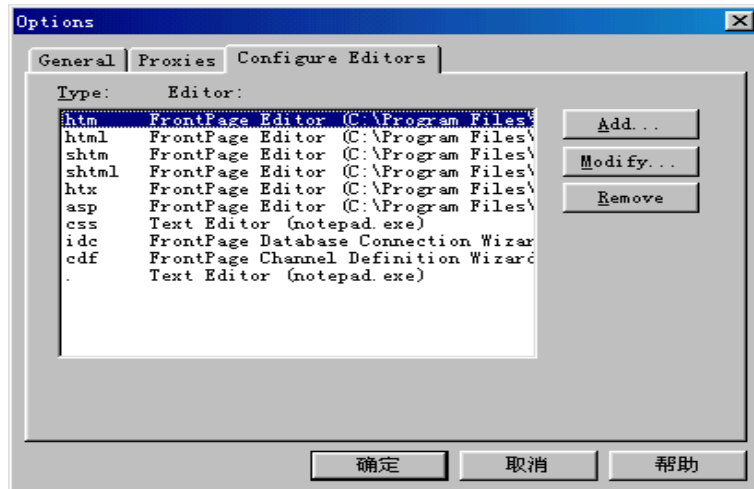 Options
General Proxies Configure Editors
Type: Editor:
htm FrontPage Editor (C:\Program Files\
html FrontPage Editor (C:\Program Files\
shtm FrontPage Editor (C:\Program Files\
shtml FrontPage Editor (C:\Program Files\
htx FrontPage Editor (C:\Program Files\
asp FrontPage Editor (C:\Program Files\
css Text Editor (notepad.exe)
idc FrontPage Database Connection Wizar
cdf FrontPage Channel Definition Wizard
. Text Editor (notepad.exe)
Add...
Modify...
Remove
确定 取消 帮助